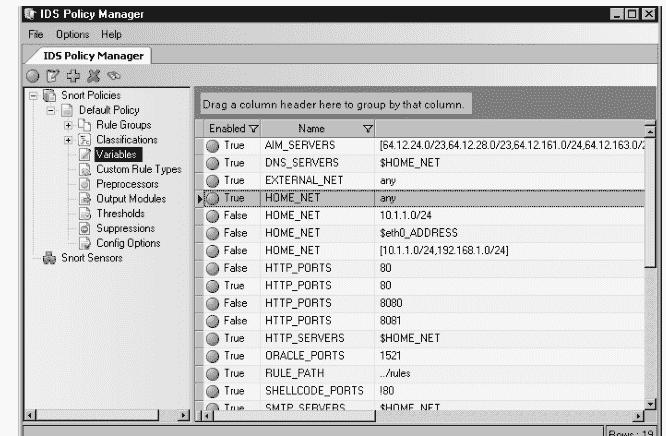 IDS Policy Manager
File Options Help
IDS Policy Manager
Snort Policies
Default Policy
Rule Groups
Classifications
Variables
Custom Rule Types
Preprocessors
Output Modules
Thresholds
Suppressions
Config Options
Snort Sensors
Drag a column header here to group by that column.
Enabled Name
True AIM_SERVERS [64.12.24.0/23,64.12.28.0/23,64.12.161.0/24,64.12.163.0/2
True DNS_SERVERS $HOME_NET
True EXTERNAL_NET any
True HOME_NET any
False HOME_NET 10.1.1.0/24
False HOME_NET $eth0_ADDRESS
False HOME_NET [10.1.1.0/24,192.168.1.0/24]
False HTTP_PORTS 80
True HTTP_PORTS 80
False HTTP_PORTS 8080
False HTTP_PORTS 8081
True HTTP_SERVERS $HOME_NET
True ORACLE_PORTS 1521
True RULE_PATH ../rules
True SHELLCODE_PORTS !80
True SMTP_SERVERS $HOME_NET
Rows : 19